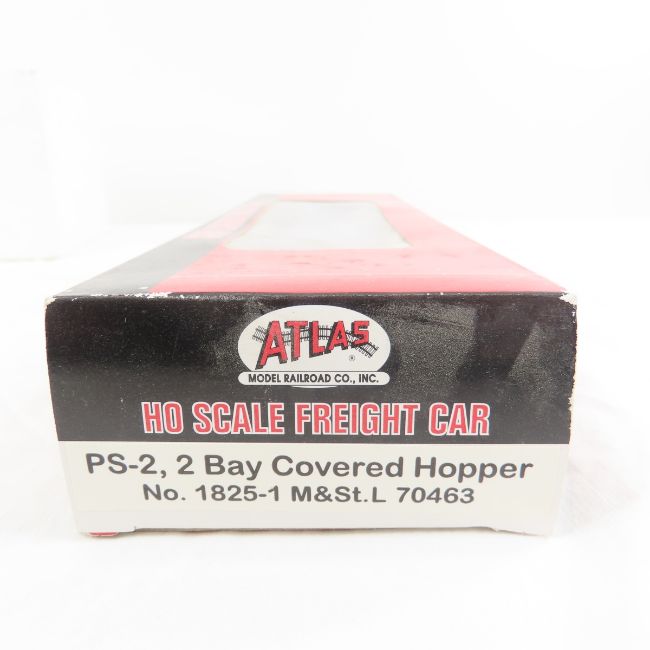 ATLAS®
MODEL RAILROAD CO., INC.
HO SCALE FREIGHT CAR
PS-2, 2 Bay Covered Hopper
No. 1825-1 M&St.L 70463